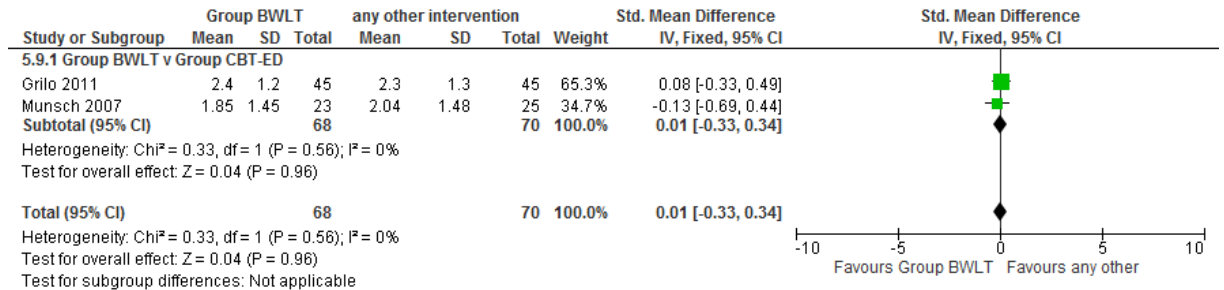 Group BWLT any other intervention Std. Mean Difference Std. Mean Difference
Study or Subgroup Mean SD Total Mean SD Total Weight IV, Fixed, 95% CI IV, Fixed, 95% CI
5.9.1 Group BWLT v Group CBT-ED
Grilo 2011 2.4 1.2 45 2.3 1.3 45 65.3% 0.08 [-0.33, 0.49]
Munsch 2007 1.85 1.45 23 2.04 1.48 25 34.7% -0.13 [-0.69, 0.44]
Subtotal (95% CI) 68 70 100.0% 0.01 [-0.33, 0.34]
Heterogeneity: Chi² = 0.33, df = 1 (P = 0.56); I² = 0%
Test for overall effect: Z = 0.04 (P = 0.96)
Total (95% CI) 68 70 100.0% 0.01 [-0.33, 0.34]
Heterogeneity: Chi² = 0.33, df = 1 (P = 0.56); I² = 0%
Test for overall effect: Z = 0.04 (P = 0.96)
Test for subgroup differences: Not applicable
-10 -5 0 5 10
Favours Group BWLT Favours any other